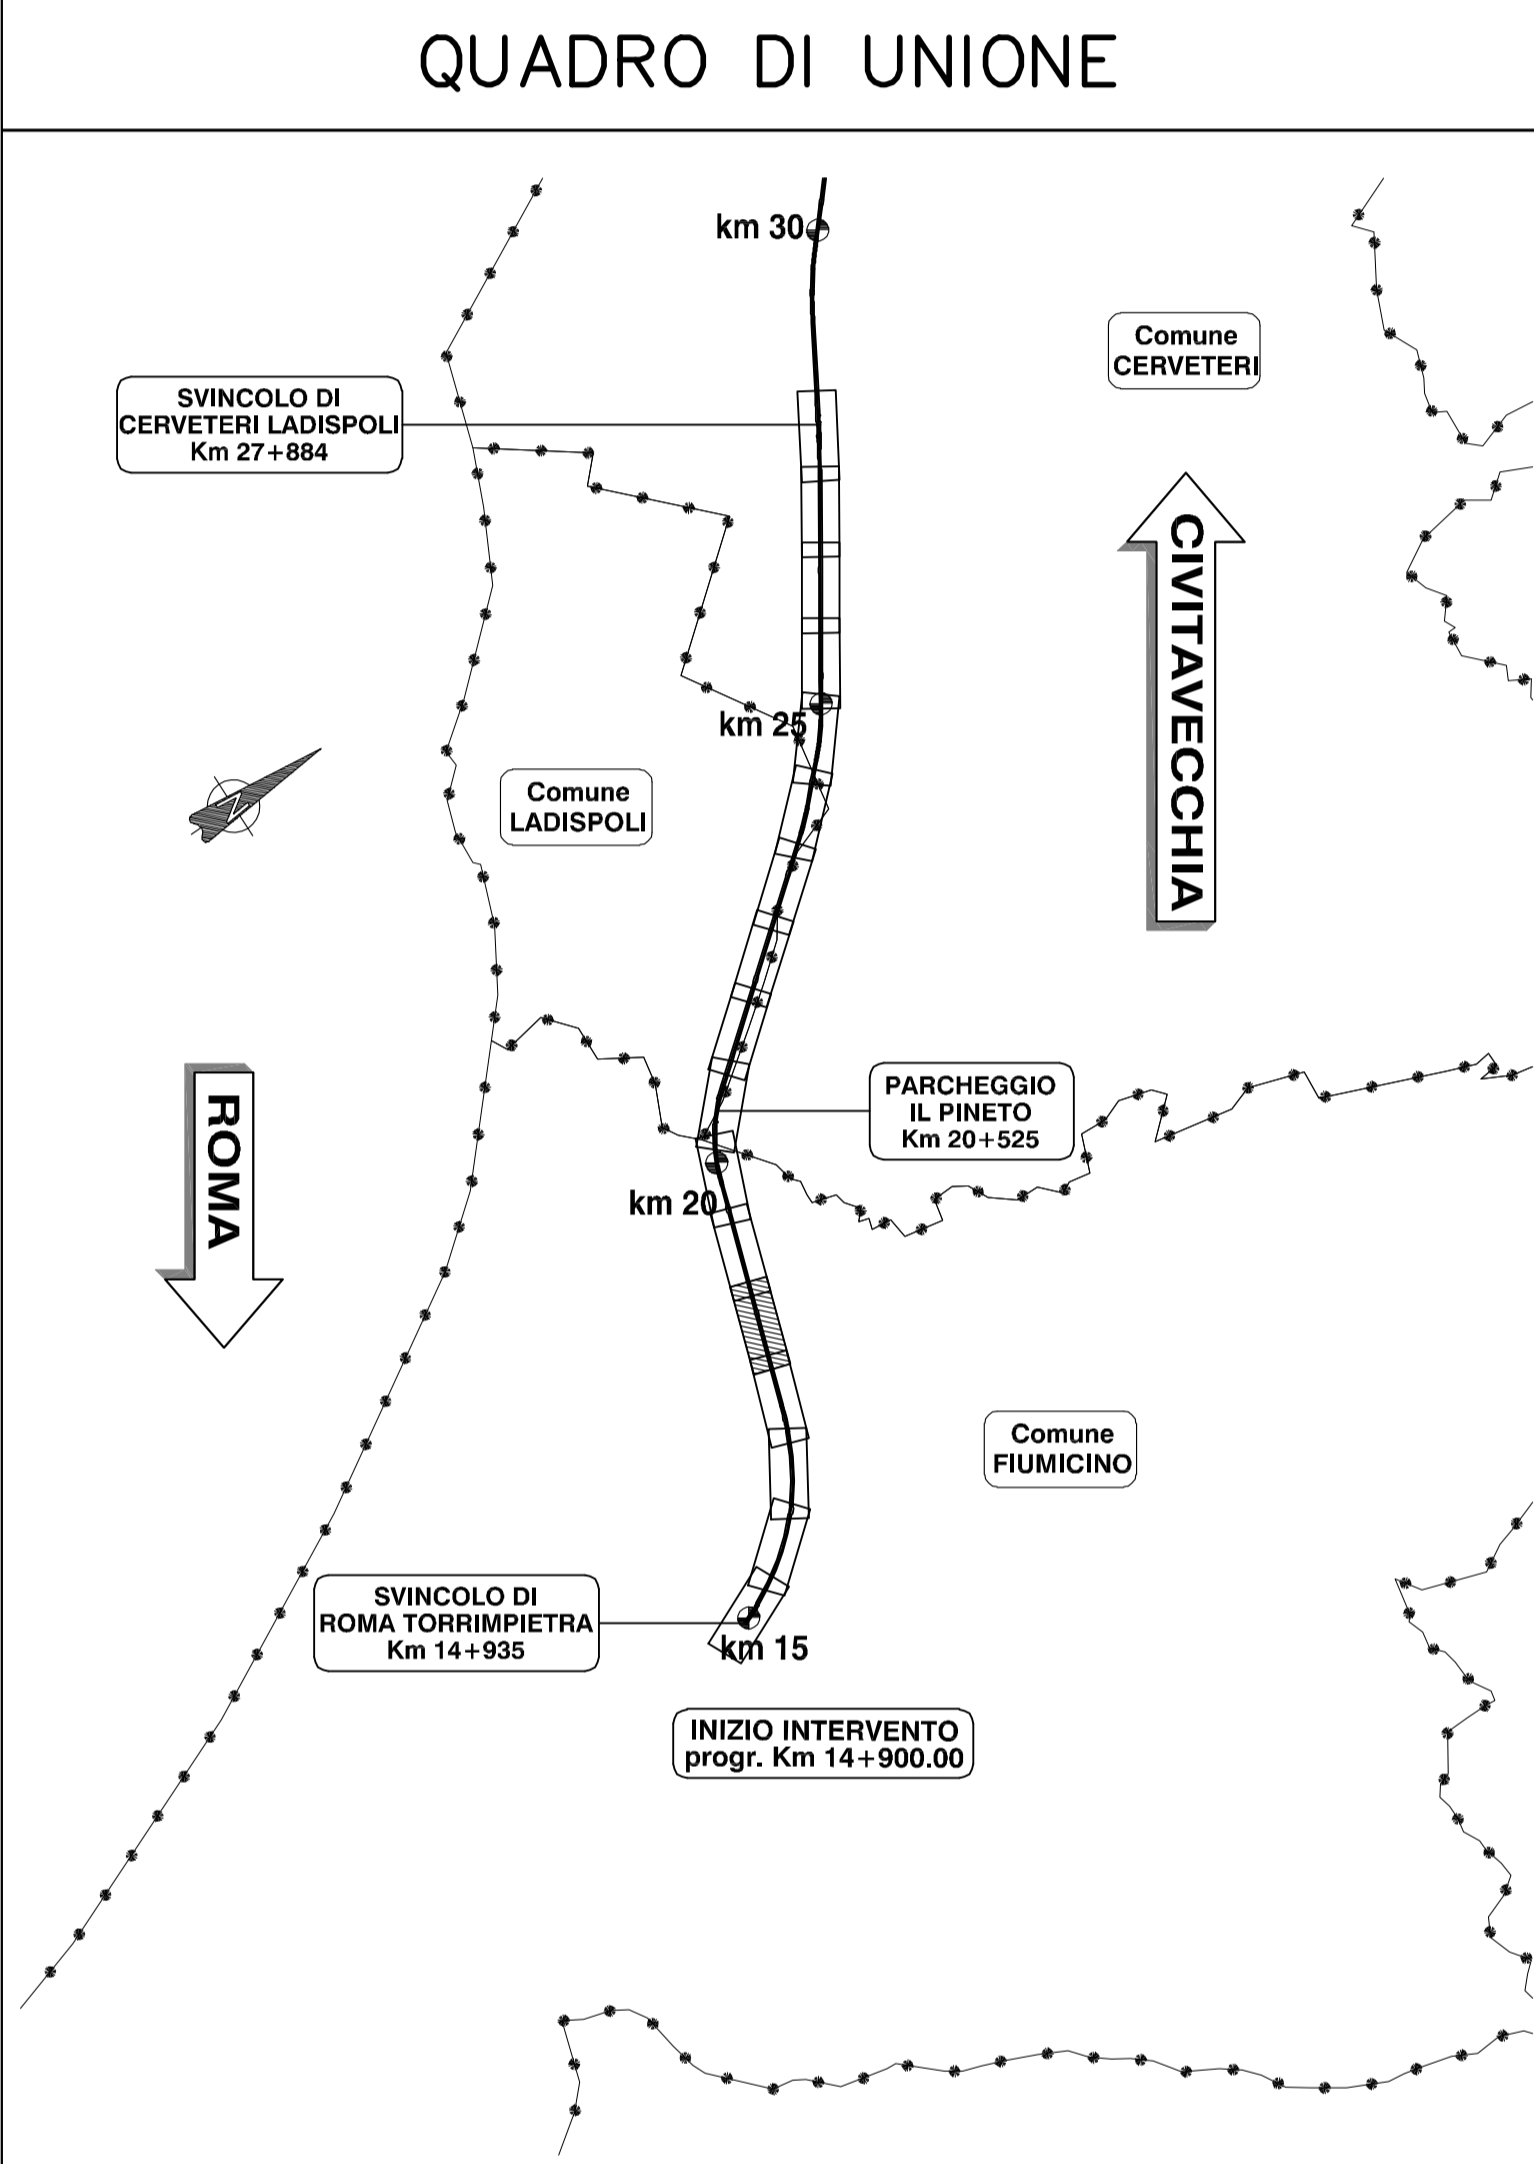 QUADRO DI UNIONE
km 30
Comune
CERVETERI
SVINCOLO DI
CERVETERI LADISPOLI
Km 27+884
CIVITAVECCHIA
km 25
Comune
LADISPOLI
N
ROMA
PARCHEGGIO
IL PINETO
Km 20+525
km 20
Comune
FIUMICINO
SVINCOLO DI
ROMA TORRIMPIETRA
Km 14+935
km 15
INIZIO INTERVENTO
progr. Km 14+900.00